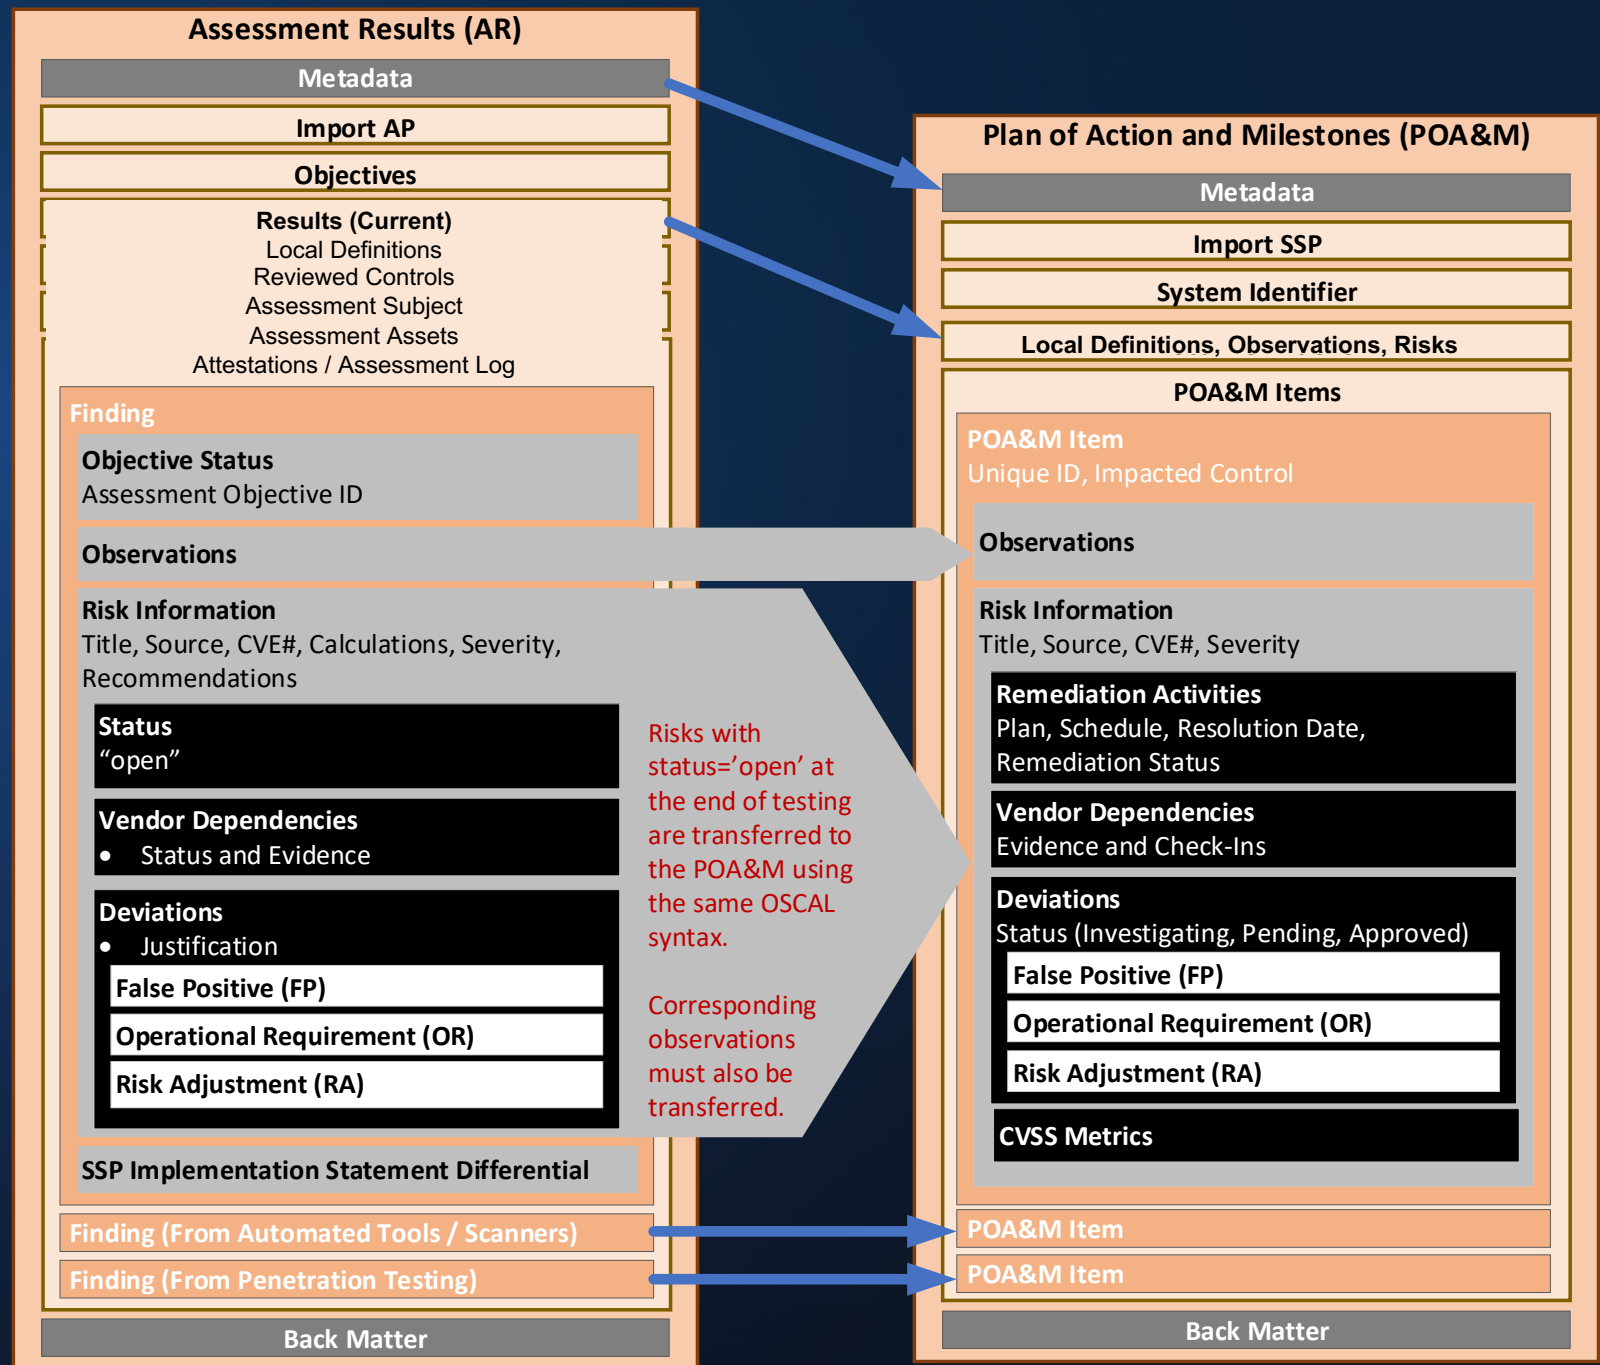 Assessment Results (AR)
Metadata
Import AP
Objectives
Results (Current)
Local Definitions
Reviewed Controls
Assessment Subject
Assessment Assets
Attestations / Assessment Log
Finding
Objective Status
Assessment Objective ID
Observations
Risk Information
Title, Source, CVE#, Calculations, Severity,
Recommendations
Status
“open”
Vendor Dependencies
• Status and Evidence
Deviations
• Justification
False Positive (FP)
Operational Requirement (OR)
Risk Adjustment (RA)
SSP Implementation Statement Differential
Finding (From Automated Tools / Scanners)
Finding (From Penetration Testing)
Back Matter
Risks with
status=’open’ at
the end of testing
are transferred to
the POA&M using
the same OSCAL
syntax.
Corresponding
observations
must also be
transferred.
Plan of Action and Milestones (POA&M)
Metadata
Import SSP
System Identifier
Local Definitions, Observations, Risks
POA&M Items
POA&M Item
Unique ID, Impacted Control
Observations
Risk Information
Title, Source, CVE#, Severity
Remediation Activities
Plan, Schedule, Resolution Date,
Remediation Status
Vendor Dependencies
Evidence and Check-Ins
Deviations
Status (Investigating, Pending, Approved)
False Positive (FP)
Operational Requirement (OR)
Risk Adjustment (RA)
CVSS Metrics
POA&M Item
POA&M Item
Back Matter